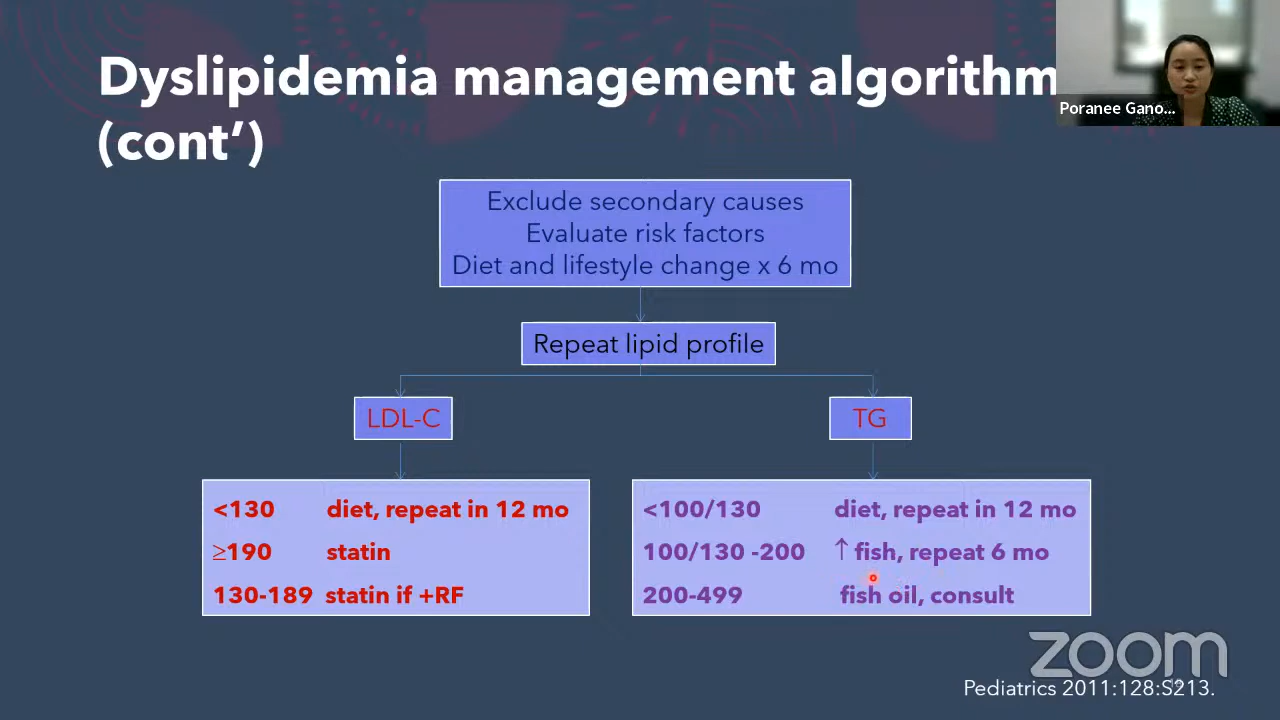 Dyslipidemia management algorithm
(cont’)
Poranee Gano...
Exclude secondary causes
Evaluate risk factors
Diet and lifestyle change x 6 mo
Repeat lipid profile
LDL-C
TG
<130 diet, repeat in 12 mo
≥190 statin
130-189 statin if +RF
<100/130 diet, repeat in 12 mo
100/130 -200 ↑ fish, repeat 6 mo
200-499 fish oil, consult
zoom
Pediatrics 2011:128:S213.